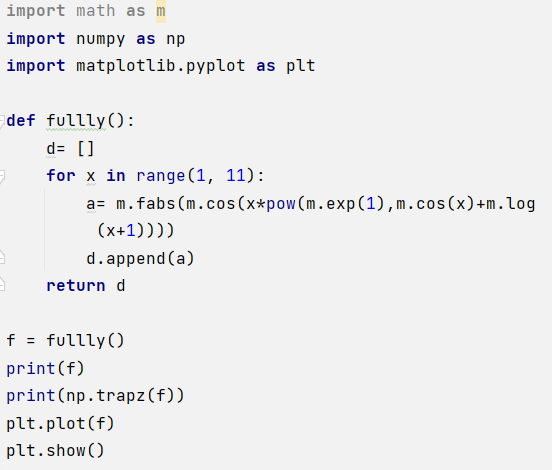 import math as m
import numpy as np
import matplotlib.pyplot as plt
def fullly():
d= []
for x in range(1, 11):
a= m.fabs(m.cos(x*pow(m.exp(1),m.cos(x)+m.log
(x+1))))
d.append(a)
return d
f = fullly()
print(f)
print(np.trapz(f))
plt.plot(f)
plt.show()